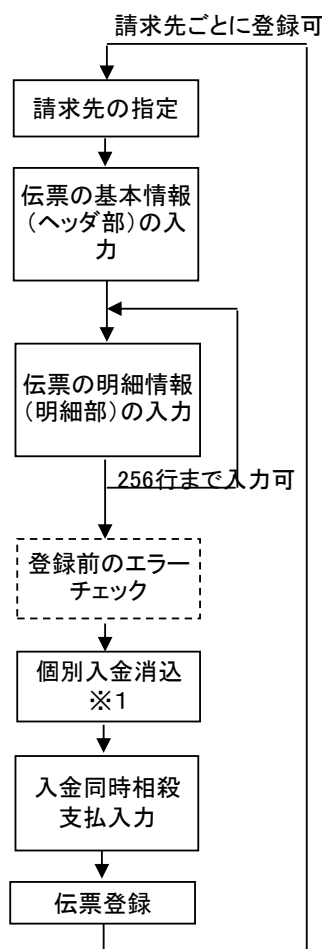 請求先ごとに登録可
請求先の指定
伝票の基本情報
（ヘッダ部）の入
力
伝票の明細情報
（明細部）の入力
256行まで入力可
登録前のエラー
チェック
個別入金消込
※1
入金同時相殺
支払入力
伝票登録